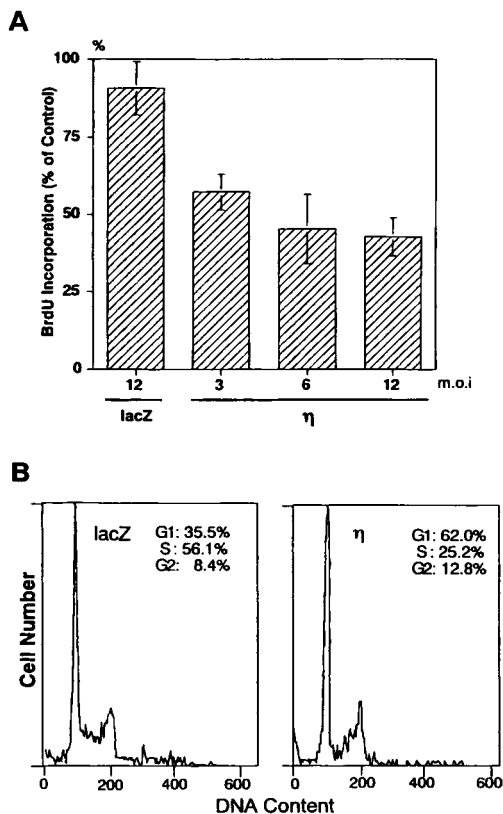 A
%
BrdU Incorporation (% of Control)
100
75
50
25
0
12
3
6
12
m.o.i
lacZ
η
B
Cell Number
lacZ
G1: 35.5%
S: 56.1%
G2: 8.4%
η
G1: 62.0%
S: 25.2%
G2: 12.8%
0
200
400
600
0
200
400
600
DNA Content